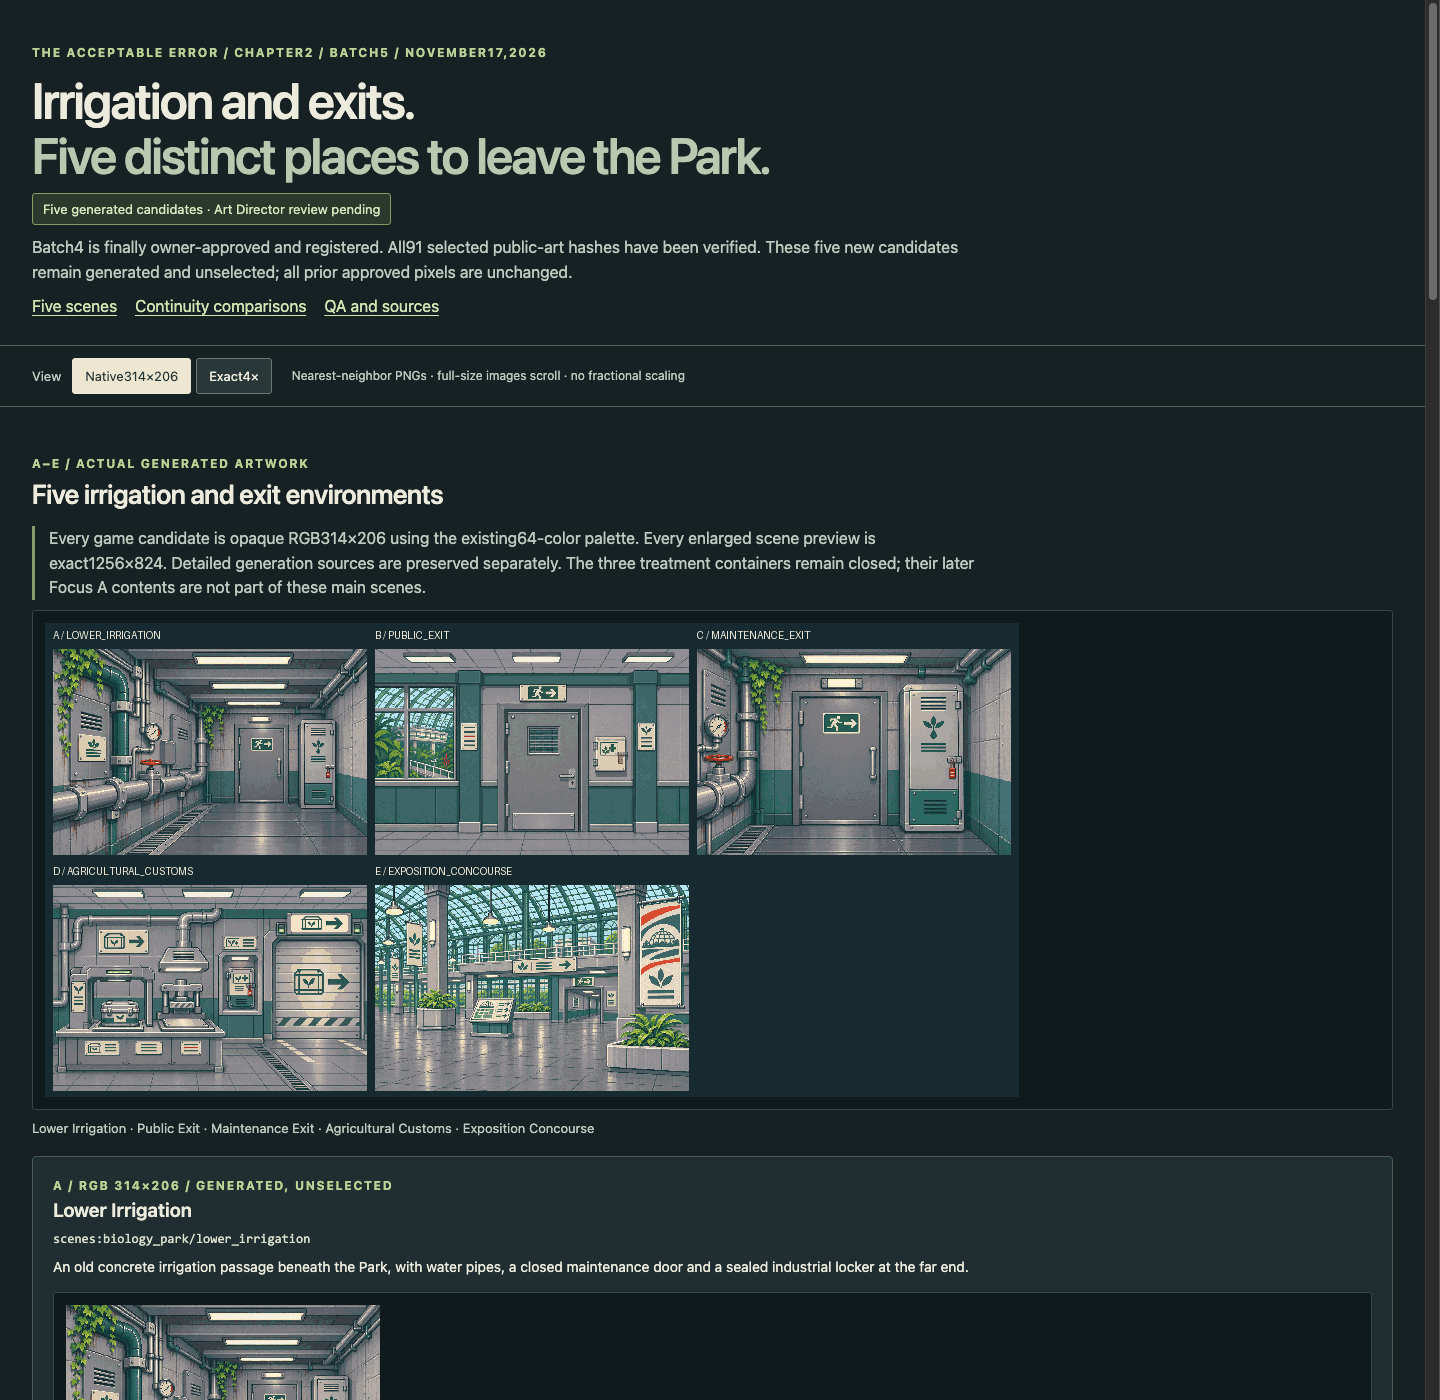 THE ACCEPTABLE ERROR / CHAPTER2 / BATCH5 / NOVEMBER17,2026
Irrigation and exits.
Five distinct places to leave the Park.
Five generated candidates · Art Director review pending
Batch4 is finally owner-approved and registered. All91 selected public-art hashes have been verified. These five new candidates
remain generated and unselected; all prior approved pixels are unchanged.
Five scenes Continuity comparisons QA and sources
View Native314×206 Exact4× Nearest-neighbor PNGs · full-size images scroll · no fractional scaling
A–E / ACTUAL GENERATED ARTWORK
Five irrigation and exit environments
Every game candidate is opaque RGB314×206 using the existing64-color palette. Every enlarged scene preview is
exact1256×824. Detailed generation sources are preserved separately. The three treatment containers remain closed; their later
Focus A contents are not part of these main scenes.
A / LOWER_IRRIGATION B / PUBLIC_EXIT C / MAINTENANCE_EXIT
D / AGRICULTURAL_CUSTOMS E / EXPOSITION_CONCOURSE
Lower Irrigation · Public Exit · Maintenance Exit · Agricultural Customs · Exposition Concourse
A / RGB 314×206 / GENERATED, UNSELECTED
Lower Irrigation
scenes:biology_park/lower_irrigation
An old concrete irrigation passage beneath the Park, with water pipes, a closed maintenance door and a sealed industrial locker at the far end.